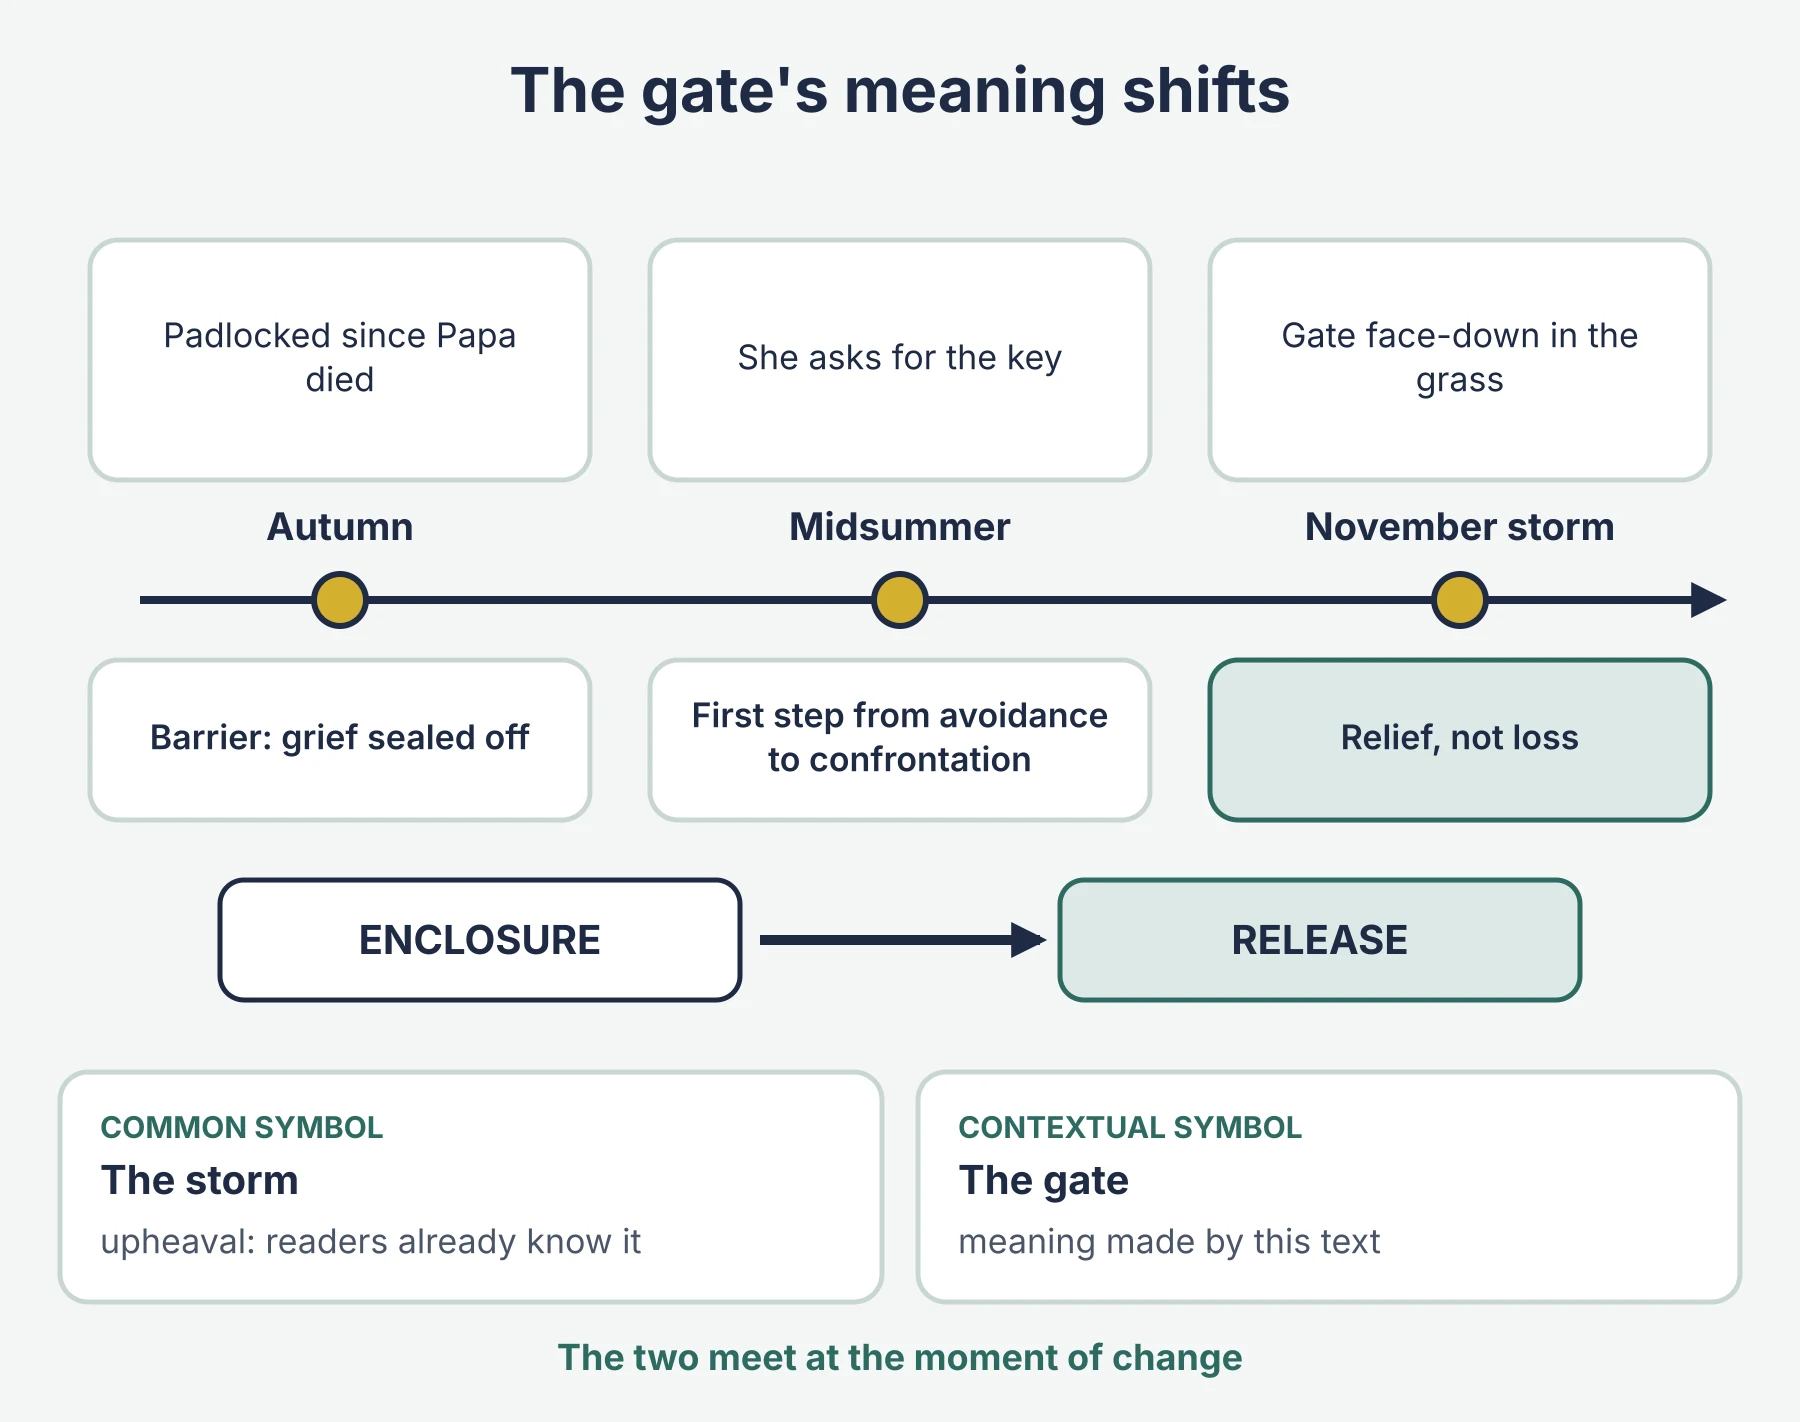 The gate's meaning shifts
Padlocked since Papa
died
She asks for the key
Gate face-down in the
grass
Autumn
Midsummer
November storm
Barrier: grief sealed off
First step from avoidance
to confrontation
Relief, not loss
ENCLOSURE
RELEASE
COMMON SYMBOL
The storm
upheaval: readers already know it
CONTEXTUAL SYMBOL
The gate
meaning made by this text
The two meet at the moment of change